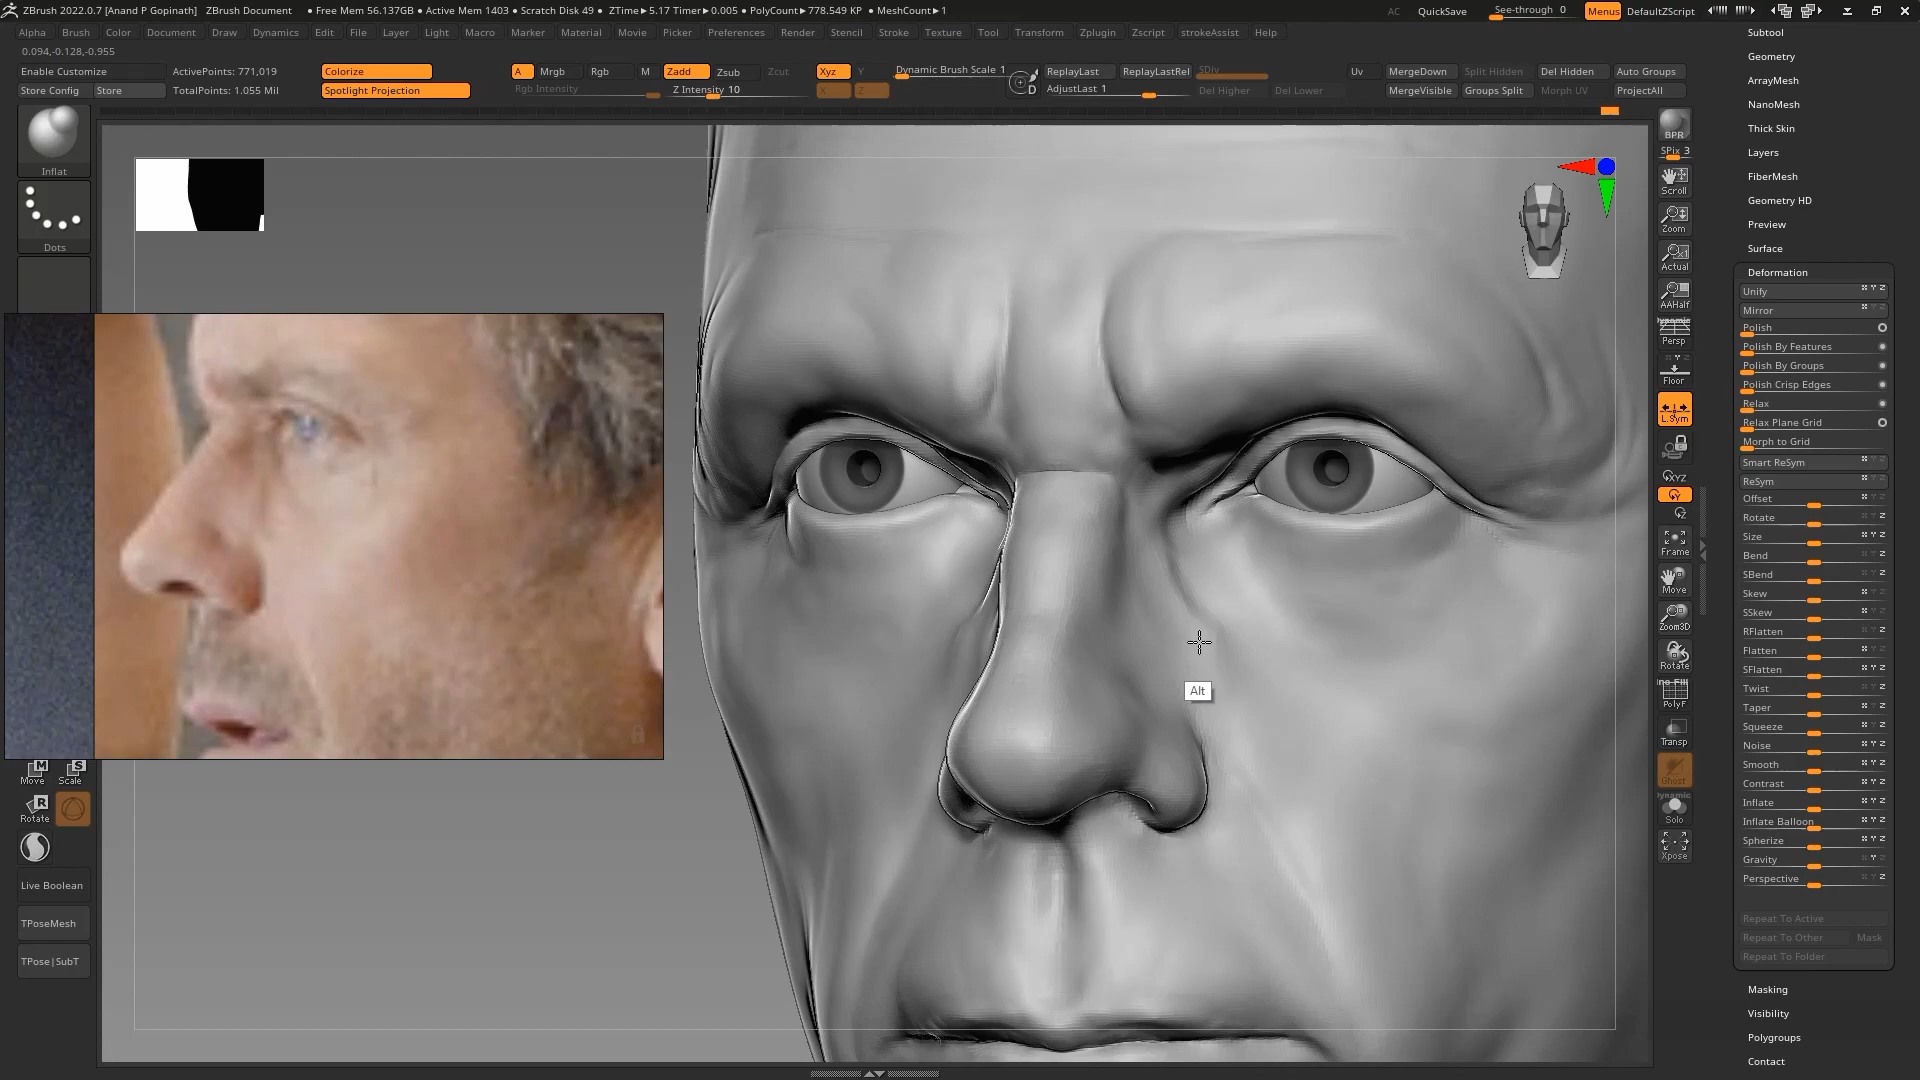 ZBrush 2022.0.7 [Anand P Gopinath] ZBrush Document • Free Mem 56.137GB • Active Mem 1403 • Scratch Disk 49 • ZTime►5.17 Timer►0.005 • PolyCount►778.549 KP • MeshCount►1 AC QuickSave See-through 0 Menus DefaultZScript
Alpha Brush Color Document Draw Dynamics Edit File Layer Light Macro Marker Material Movie Picker Preferences Render Stencil Stroke Texture Tool Transform Zplugin Zscript strokeAssist Help
0.094,-0.128,-0.955
Enable Customize ActivePoints: 771,019 Colorize A Mrgb Rgb M Zadd Zsub Zcut Xyz Y Dynamic Brush Scale 1 ReplayLast ReplayLastRel SDiv Uv MergeDown Split Hidden Del Hidden Auto Groups
Store Config Store TotalPoints: 1.055 Mil Spotlight Projection Rgb Intensity Z Intensity 10 X Z D AdjustLast 1 Del Higher Del Lower MergeVisible Groups Split Morph UV ProjectAll
Inflat
Dots
Move Scale
M S
Rotate
R
Live Boolean
TPoseMesh
TPose|SubT
Alt
BPR
SPix 3
Scroll
Zoom
Actual
AAHalf
Dynamic
Persp
Floor
L.Sym
XYZ
Y
Z
Frame
Move
Zoom3D
Rotate
PolyF
Transp
Ghost
Dynamic
Solo
Xpose
Subtool
Geometry
ArrayMesh
NanoMesh
Thick Skin
Layers
FiberMesh
Geometry HD
Preview
Surface
Deformation
Unify
Mirror
Polish
Polish By Features
Polish By Groups
Polish Crisp Edges
Relax
Relax Plane Grid
Morph to Grid
Smart ReSym
ReSym
Offset
Rotate
Size
Bend
SBend
Skew
SSkew
RFlatten
Flatten
SFlatten
Twist
Taper
Squeeze
Noise
Smooth
Contrast
Inflate
Inflate Balloon
Spherize
Gravity
Perspective
Repeat To Active
Repeat To Other Mask
Repeat To Folder
Masking
Visibility
Polygroups
Contact